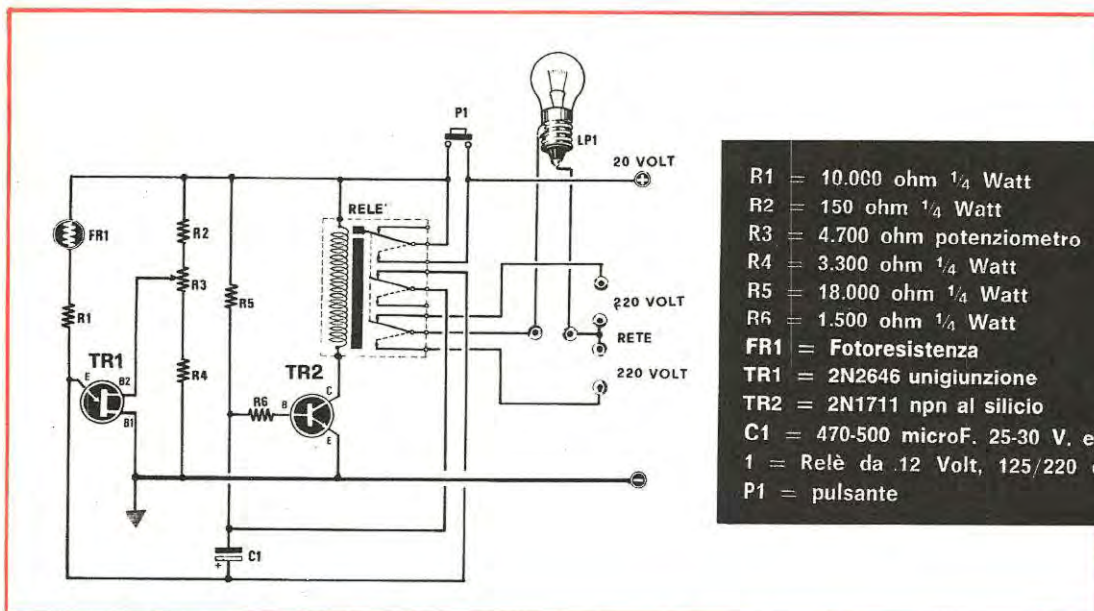 P1
LP1
20 VOLT
+
RELE'
FR1
R2
R3
R5
R1
R4
220 VOLT
RETE
220 VOLT
TR1
E
B2
B1
TR2
R6
B
C
E
-
C1
+
R1 = 10.000 ohm 1/4 Watt
R2 = 150 ohm 1/4 Watt
R3 = 4.700 ohm potenziometro
R4 = 3.300 ohm 1/4 Watt
R5 = 18.000 ohm 1/4 Watt
R6 = 1.500 ohm 1/4 Watt
FR1 = Fotoresistenza
TR1 = 2N2646 unigiunzione
TR2 = 2N1711 npn al silicio
C1 = 470-500 microF. 25-30 V. e
1 = Relè da 12 Volt, 125/220
P1 = pulsante